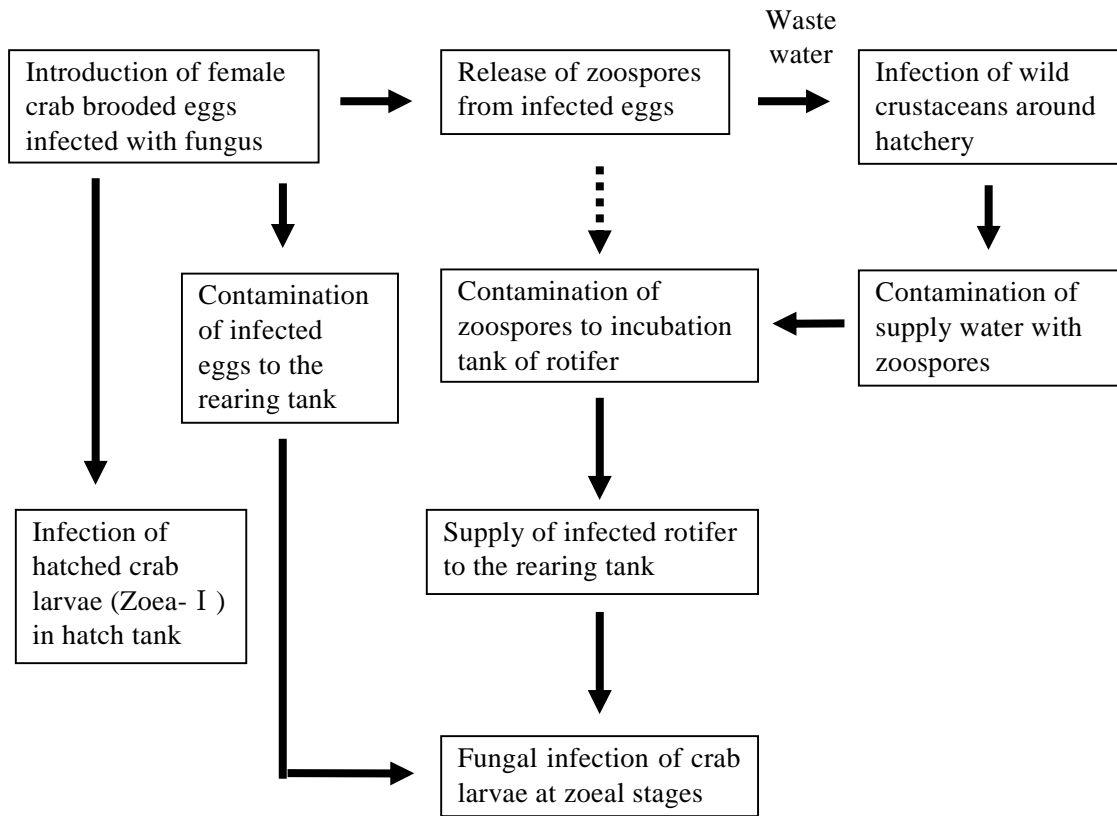 Waste
water
Introduction of female
crab brooded eggs
infected with fungus
Release of zoospores
from infected eggs
Infection of wild
crustaceans around
hatchery
Contamination
of infected
eggs to the
rearing tank
Contamination of
zoospores to incubation
tank of rotifer
Contamination of
supply water with
zoospores
Infection of
hatched crab
larvae (Zoea-Ⅰ)
in hatch tank
Supply of infected rotifer
to the rearing tank
Fungal infection of crab
larvae at zoeal stages